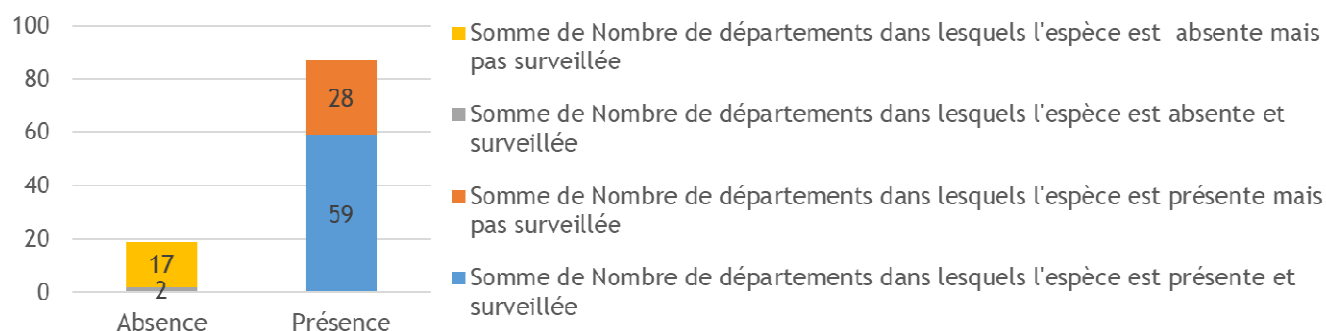 100
80
60
40
20
0
17
2
28
59
Absence
Présence
Somme de Nombre de départements dans lesquels l'espèce est  absente mais
pas surveillée
Somme de Nombre de départements dans lesquels l'espèce est absente et
surveillée
Somme de Nombre de départements dans lesquels l'espèce est présente mais
pas surveillée
Somme de Nombre de départements dans lesquels l'espèce est présente et
surveillée